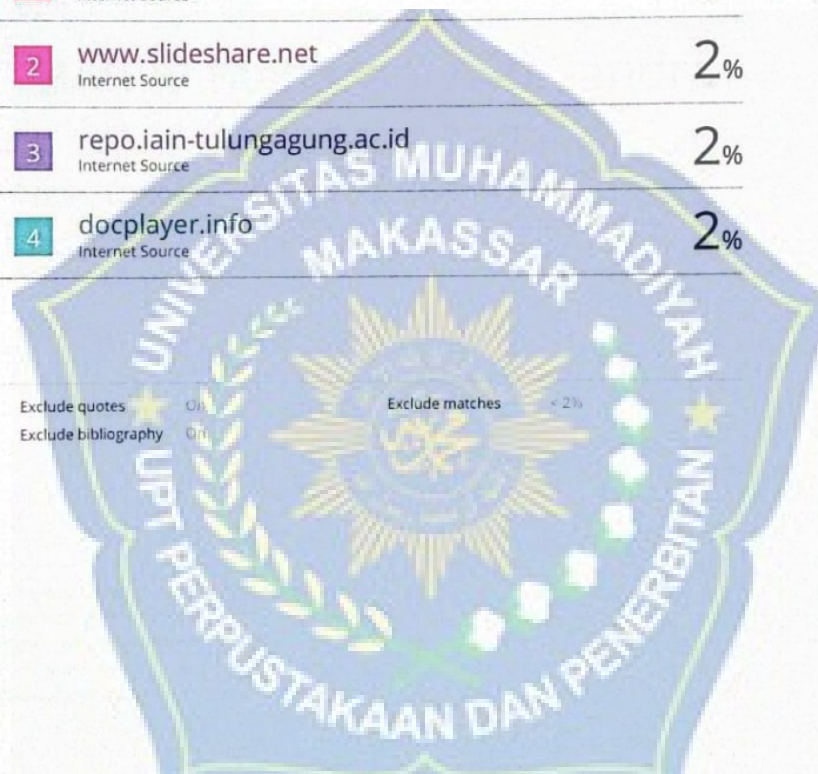 Internet Source
2 www.slideshare.net 2%
Internet Source
3 repo.iain-tulungagung.ac.id 2%
Internet Source
4 docplayer.info 2%
Internet Source
UNIVERSITAS MUHAMMADIYAH
MAKASSAR
Exclude quotes On Exclude matches < 2%
Exclude bibliography On
UPT PERPUSTAKAAN DAN PENERBITAN